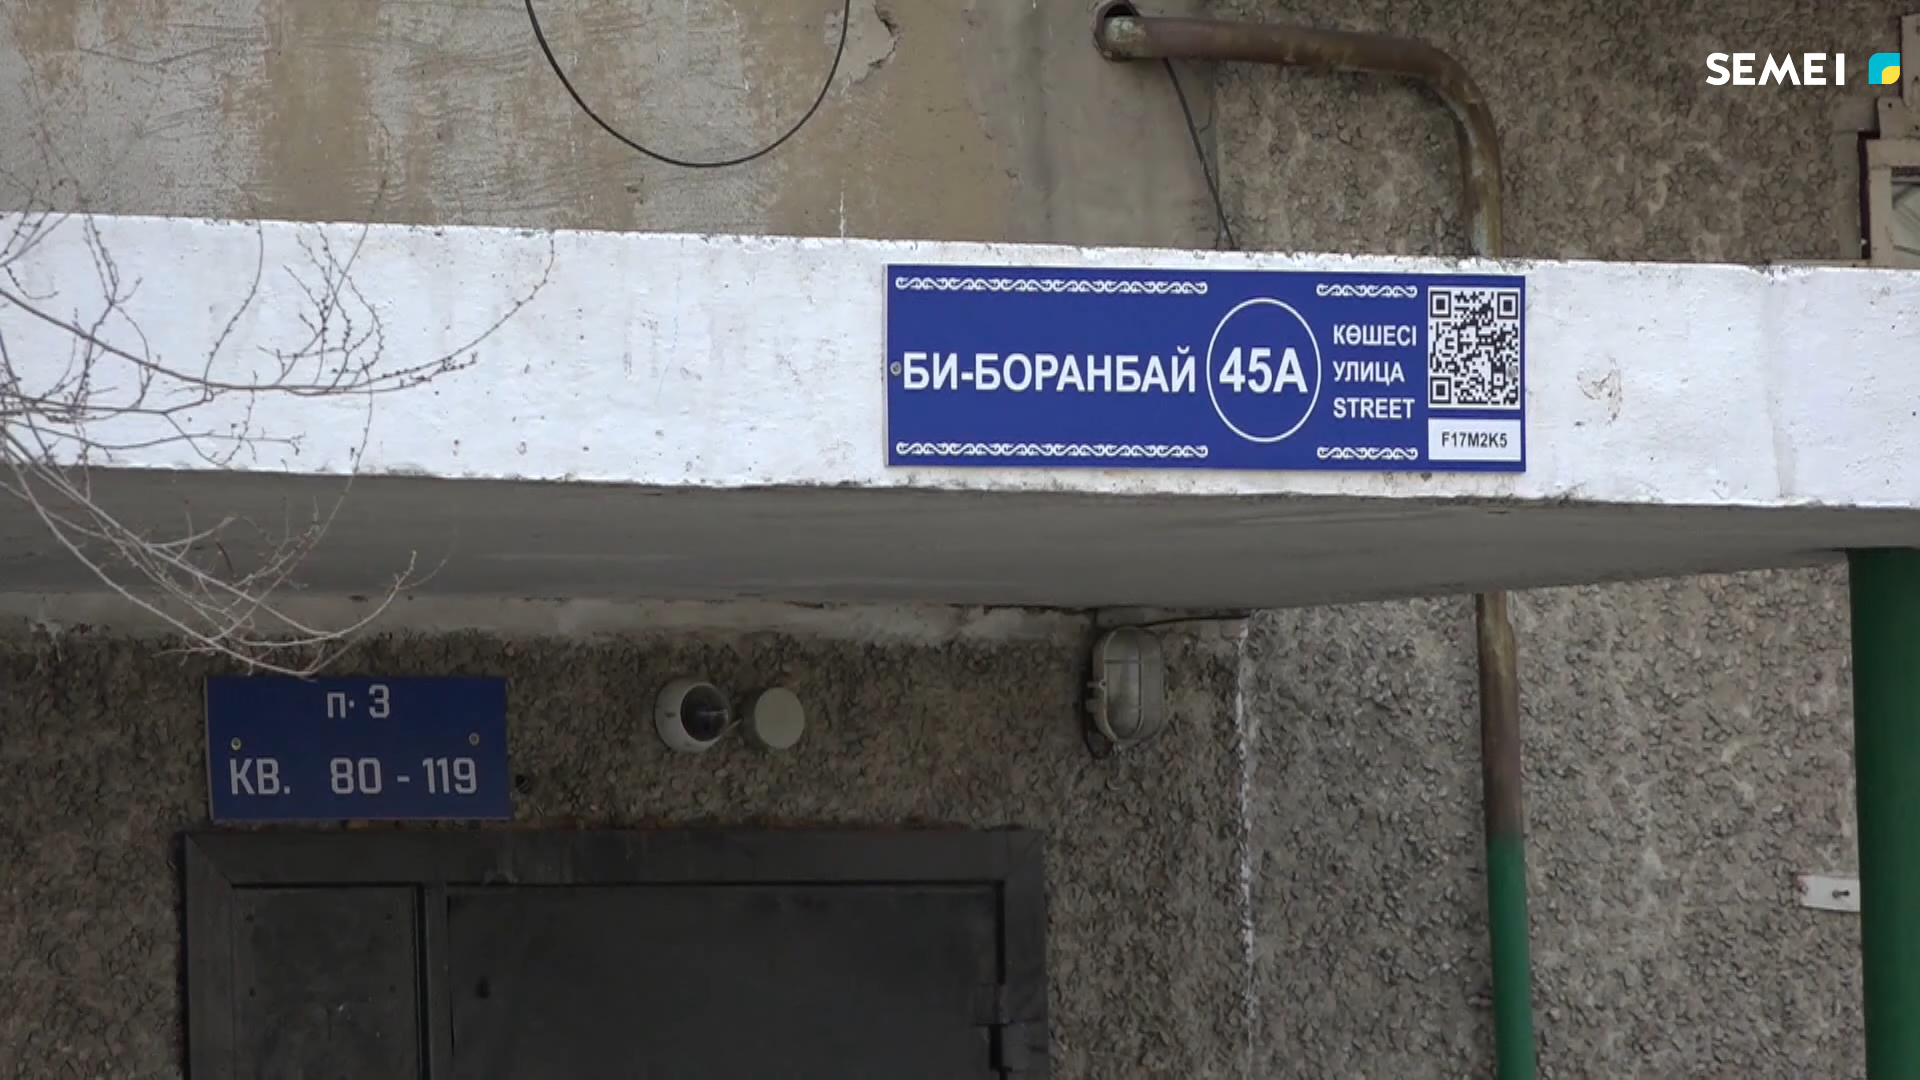 SEMEI
БИ-БОРАНБАЙ
45А
КӨШЕСІ
УЛИЦА
STREET
F17M2K5
п. 3
КВ. 80 - 119